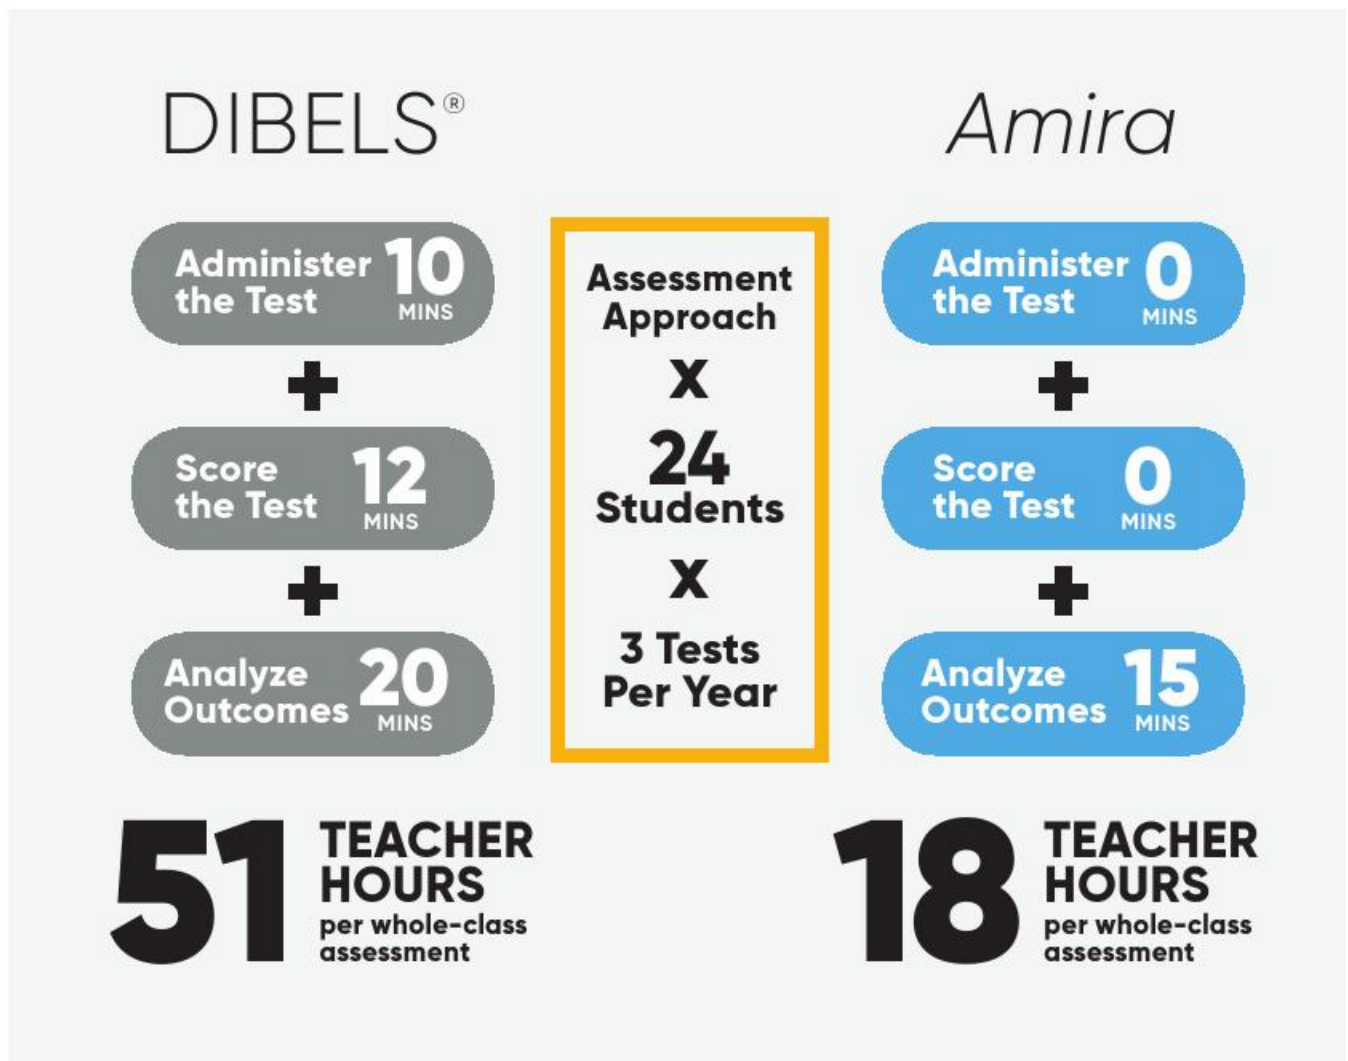 DIBELS®
Administer
the Test
10
MINS
+
Score
the Test
12
MINS
+
Analyze
Outcomes
20
MINS
51
TEACHER
HOURS
per whole-class
assessment
Assessment
Approach
x
24
Students
x
3 Tests
Per Year
Amira
Administer
the Test
0
MINS
+
Score
the Test
0
MINS
+
Analyze
Outcomes
15
MINS
18
TEACHER
HOURS
per whole-class
assessment